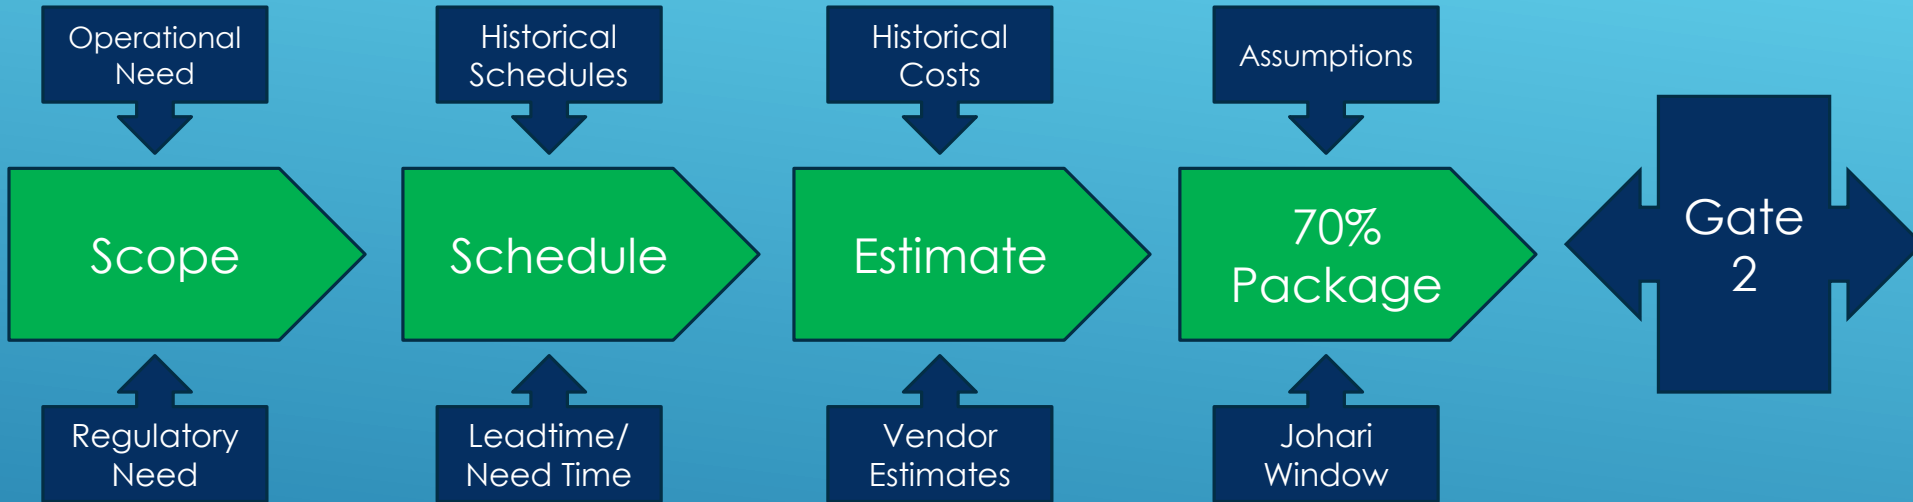 Operational
Need
Historical
Schedules
Historical
Costs
Assumptions
Scope
Schedule
Estimate
70%
Package
Gate
2
Regulatory
Need
Leadtime/
Need Time
Vendor
Estimates
Johari
Window